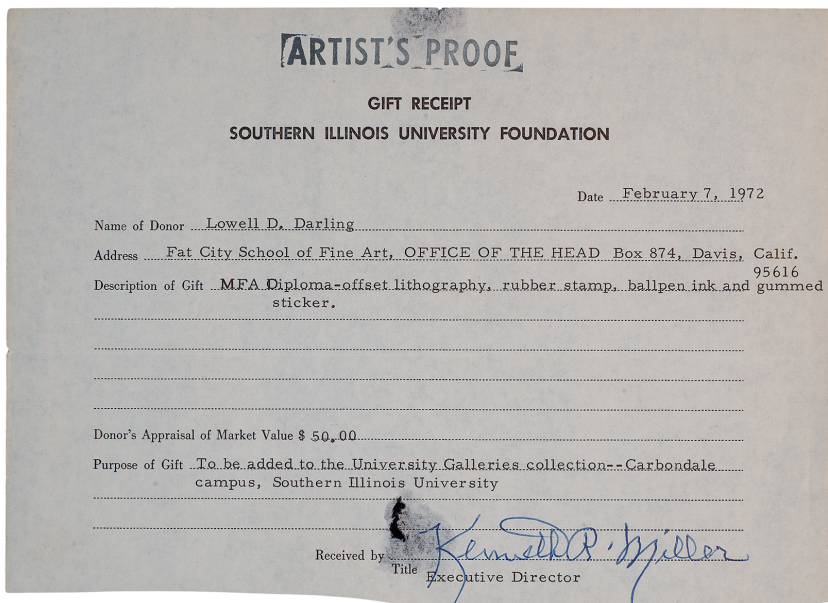 ARTIST'S PROOF
GIFT RECEIPT
SOUTHERN ILLINOIS UNIVERSITY FOUNDATION
Date February 7, 1972
Name of Donor Lowell D. Darling
Address Fat City School of Fine Art, OFFICE OF THE HEAD Box 874, Davis, Calif.
95616
Description of Gift MFA Diploma-offset lithography, rubber stamp, ballpen ink and gummed
sticker.
Donor's Appraisal of Market Value $ 50.00
Purpose of Gift To be added to the University Galleries collection--Carbondale
campus, Southern Illinois University
Received by Kenneth R. Miller
Title Executive Director